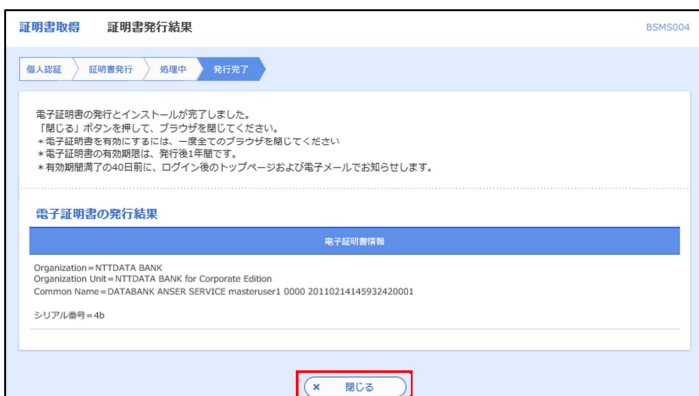 証明書取得 証明書発行結果 BSMS004
個人認証 証明書発行 処理中 発行完了
電子証明書の発行とインストールが完了しました。
「閉じる」ボタンを押して、ブラウザを閉じてください。
＊電子証明書を有効にするには、一度全てのブラウザを閉じてください
＊電子証明書の有効期限は、発行後1年間です。
＊有効期間満了の40日前に、ログイン後のトップページおよび電子メールでお知らせします。
電子証明書の発行結果
電子証明書情報
Organization=NTTDATA BANK
Organization Unit=NTTDATA BANK for Corporate Edition
Common Name=DATABANK ANSER SERVICE masteruser1 0000 20110214145932420001
シリアル番号=4b
× 閉じる